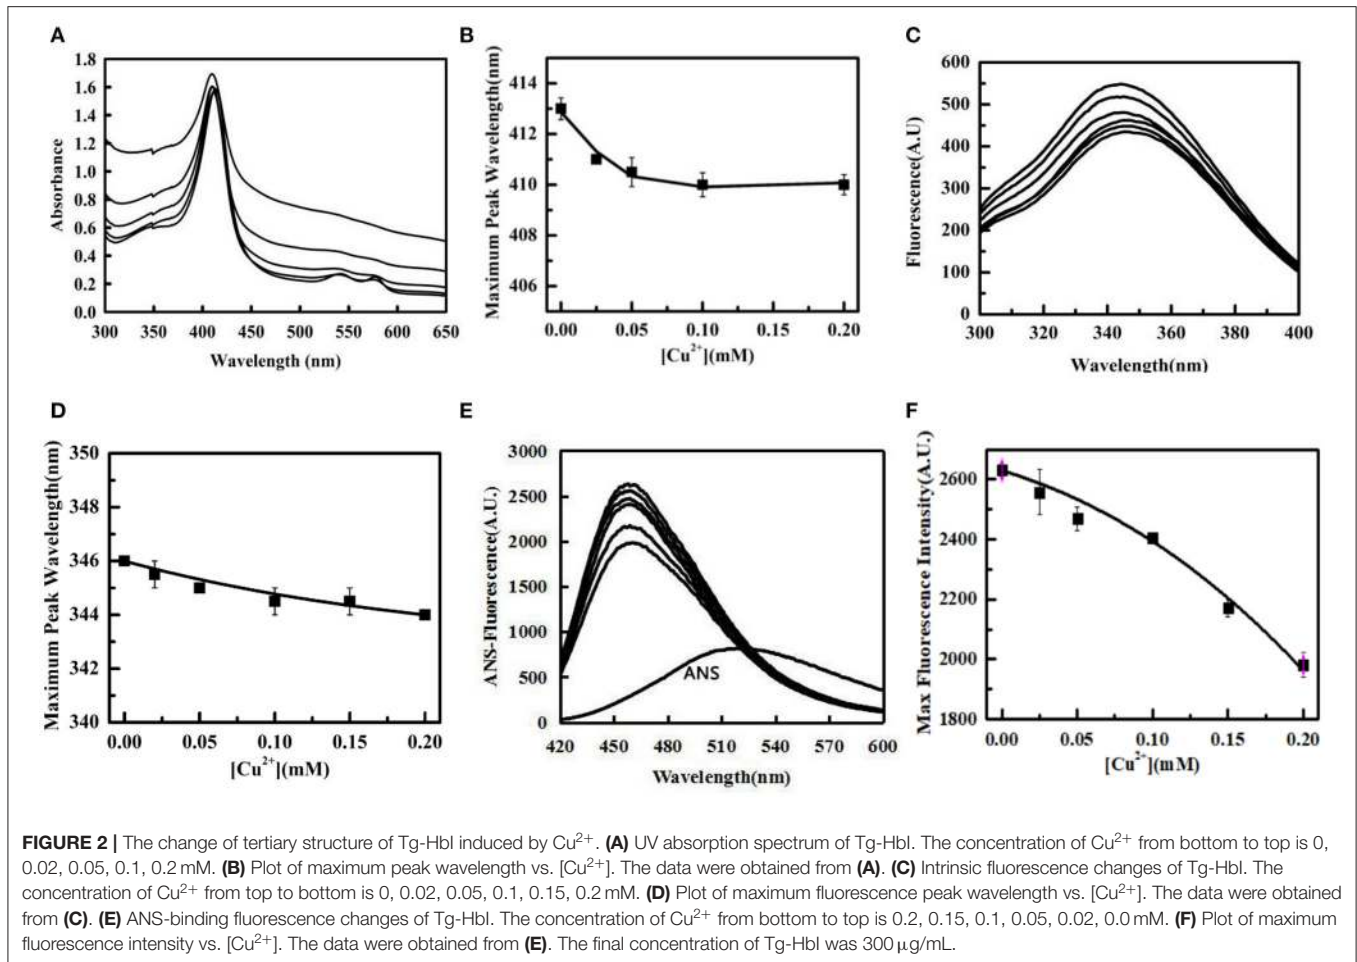 A
1.8
1.6
1.4
1.2
1.0
0.8
0.6
0.4
0.2
0.0
Absorbance
300 350 400 450 500 550 600 650
Wavelength (nm)
B
414
412
410
408
406
Maximum Peak Wavelength(nm)
0.00 0.05 0.10 0.15 0.20
[Cu²⁺](mM)
C
600
500
400
300
200
100
0
Fluorescence(A.U)
300 320 340 360 380 400
Wavelength(nm)
D
350
348
346
344
342
340
Maximum Peak Wavelength(nm)
0.00 0.05 0.10 0.15 0.20
[Cu²⁺](mM)
E
3000
2500
2000
1500
1000
500
0
ANS-Fluorescence(A.U.)
ANS
420 450 480 510 540 570 600
Wavelength(nm)
F
2600
2400
2200
2000
1800
Max Fluorescence Intensity(A.U.)
0.00 0.05 0.10 0.15 0.20
[Cu²⁺](mM)
FIGURE 2 | The change of tertiary structure of Tg-HbI induced by Cu²⁺. (A) UV absorption spectrum of Tg-HbI. The concentration of Cu²⁺ from bottom to top is 0,
0.02, 0.05, 0.1, 0.2 mM. (B) Plot of maximum peak wavelength vs. [Cu²⁺]. The data were obtained from (A). (C) Intrinsic fluorescence changes of Tg-HbI. The
concentration of Cu²⁺ from top to bottom is 0, 0.02, 0.05, 0.1, 0.15, 0.2 mM. (D) Plot of maximum fluorescence peak wavelength vs. [Cu²⁺]. The data were obtained
from (C). (E) ANS-binding fluorescence changes of Tg-HbI. The concentration of Cu²⁺ from bottom to top is 0.2, 0.15, 0.1, 0.05, 0.02, 0.0 mM. (F) Plot of maximum
fluorescence intensity vs. [Cu²⁺]. The data were obtained from (E). The final concentration of Tg-HbI was 300 μg/mL.